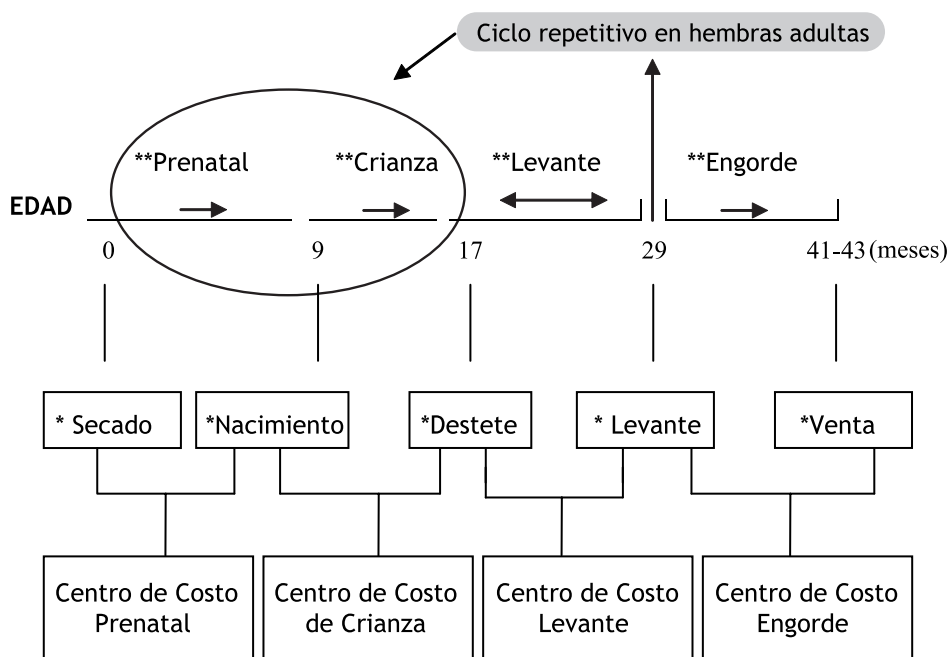 Ciclo repetitivo en hembras adultas
**Prenatal **Crianza **Levante **Engorde
EDAD
0 9 17 29 41-43 (meses)
* Secado *Nacimiento *Destete * Levante *Venta
Centro de Costo
Prenatal
Centro de Costo
de Crianza
Centro de Costo
Levante
Centro de Costo
Engorde